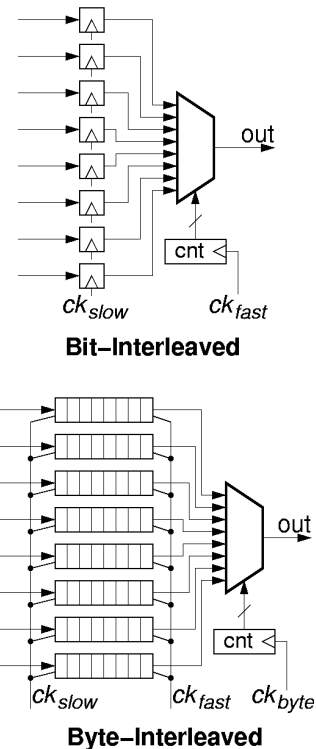 out
cnt
ck_slow ck_fast
Bit-Interleaved
out
cnt
ck_slow ck_fast ck_byte
Byte-Interleaved